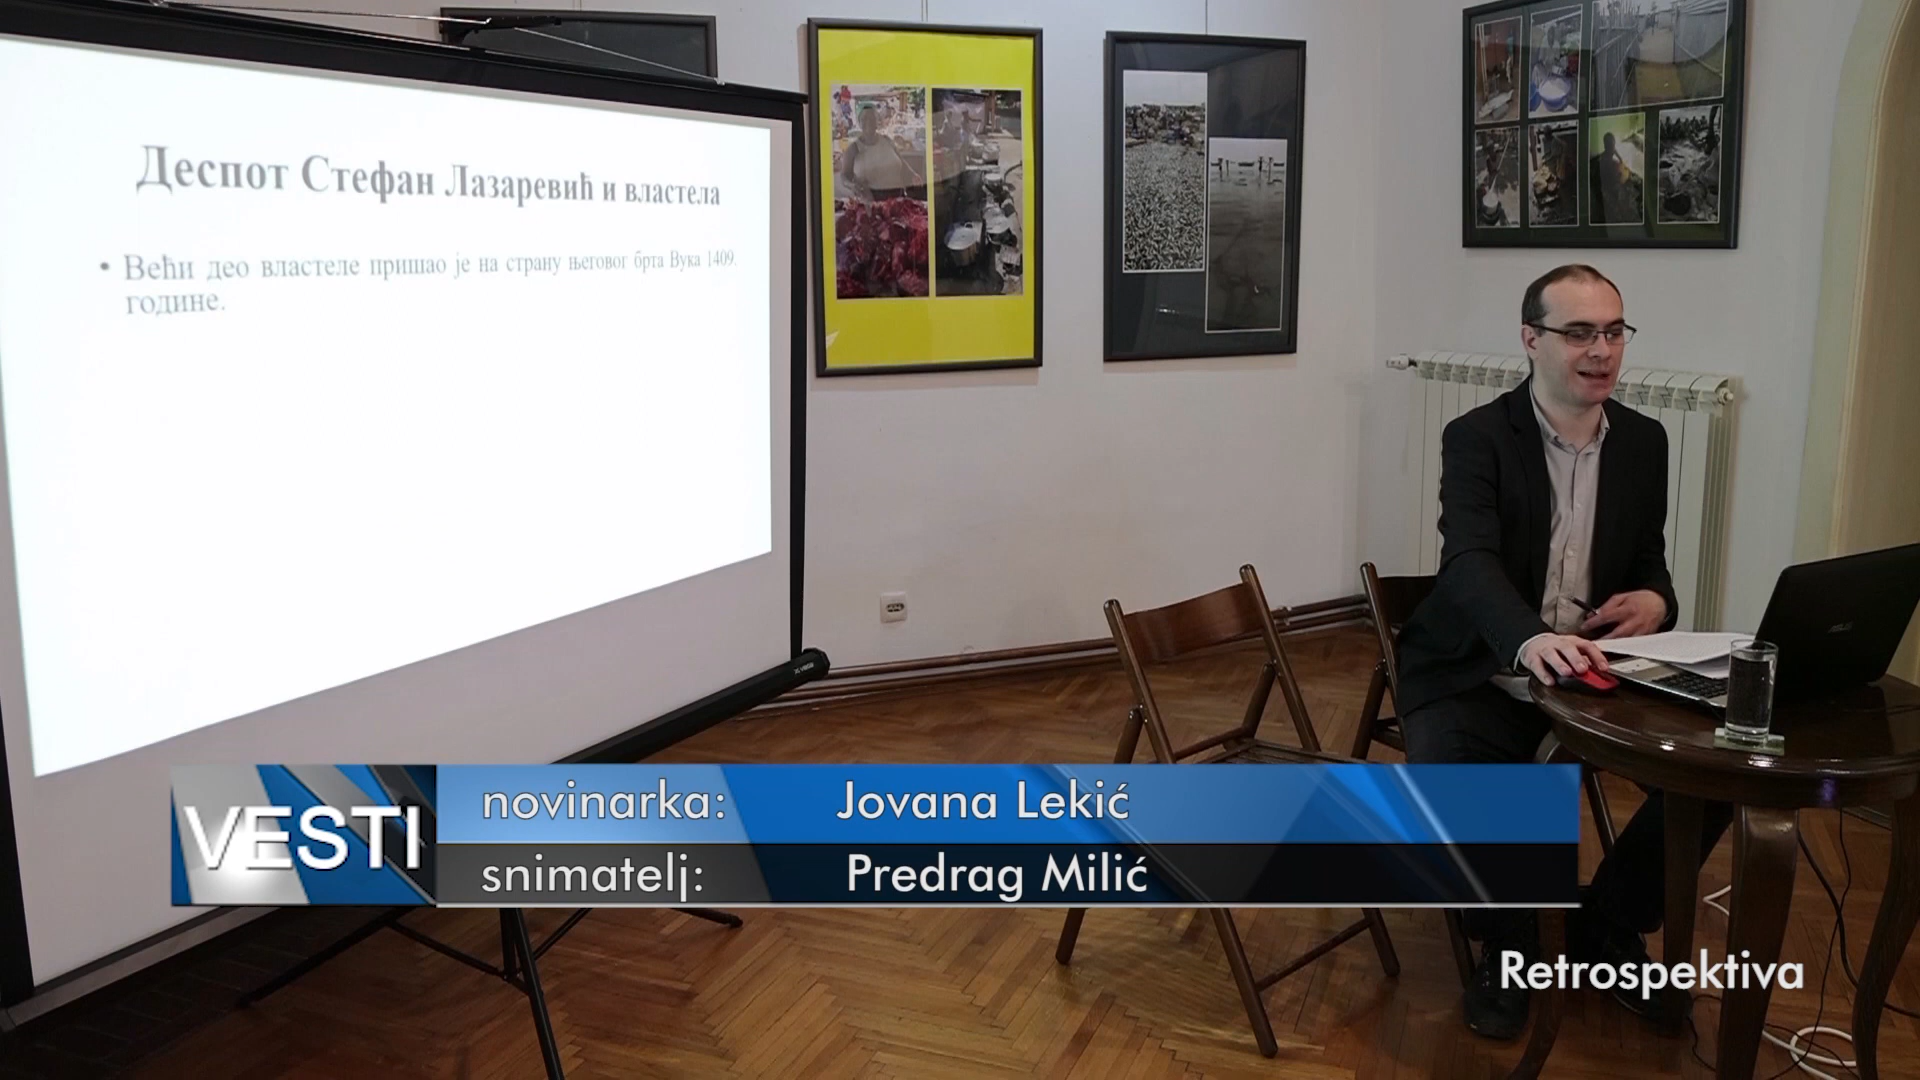 Деспот Стефан Лазаревић и властела
• Већи део властеле пришао је на страну његовог брта Вука 1409.
године.
VESTI
novinarka: Jovana Lekić
snimatelj: Predrag Milić
Retrospektiva